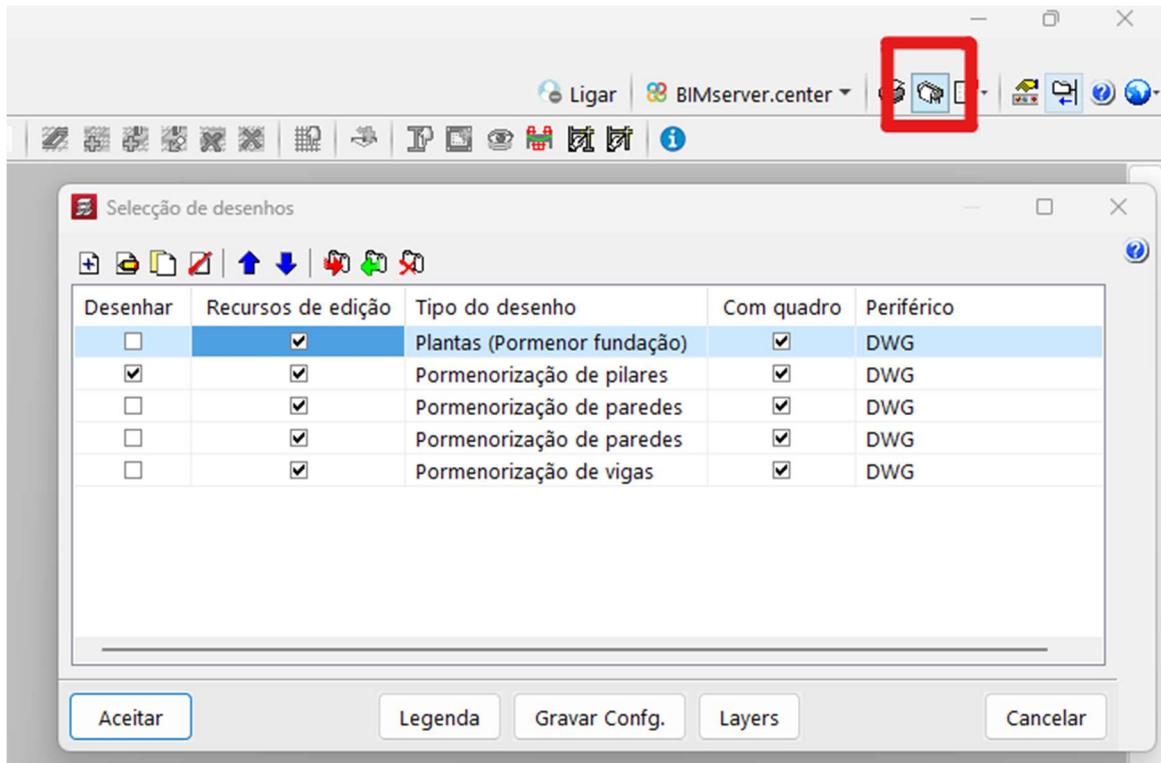 Ligar BIMserver.center
Selecção de desenhos
Desenhar Recursos de edição Tipo do desenho Com quadro Periférico
Plantas (Pormenor fundação) DWG
Pormenorização de pilares DWG
Pormenorização de paredes DWG
Pormenorização de paredes DWG
Pormenorização de vigas DWG
Aceitar Legenda Gravar Confg. Layers Cancelar